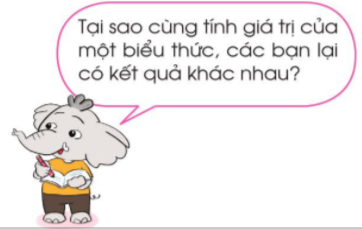 Tại sao cùng tính giá trị của
một biểu thức, các bạn lại
có kết quả khác nhau?